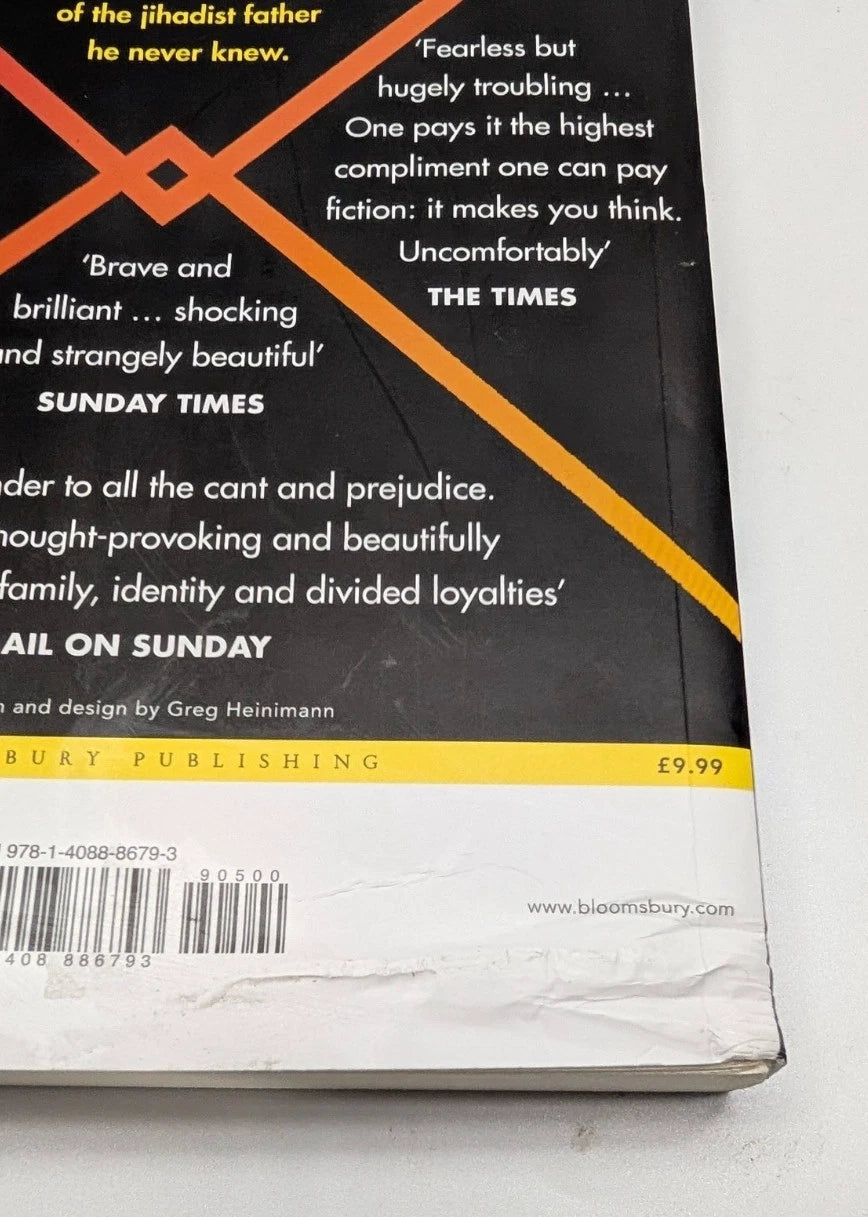 of the jihadist father
he never knew.
'Fearless but
hugely troubling ...
One pays it the highest
compliment one can pay
fiction: it makes you think.
Uncomfortably'
THE TIMES
'Brave and
brilliant ... shocking
nd strangely beautiful'
SUNDAY TIMES
der to all the cant and prejudice.
ought-provoking and beautifully
family, identity and divided loyalties'
AIL ON SUNDAY
and design by Greg Heinimann
BURY PUBLISHING
£9.99
978-1-4088-8679-3
90500
www.bloomsbury.com
408 886793